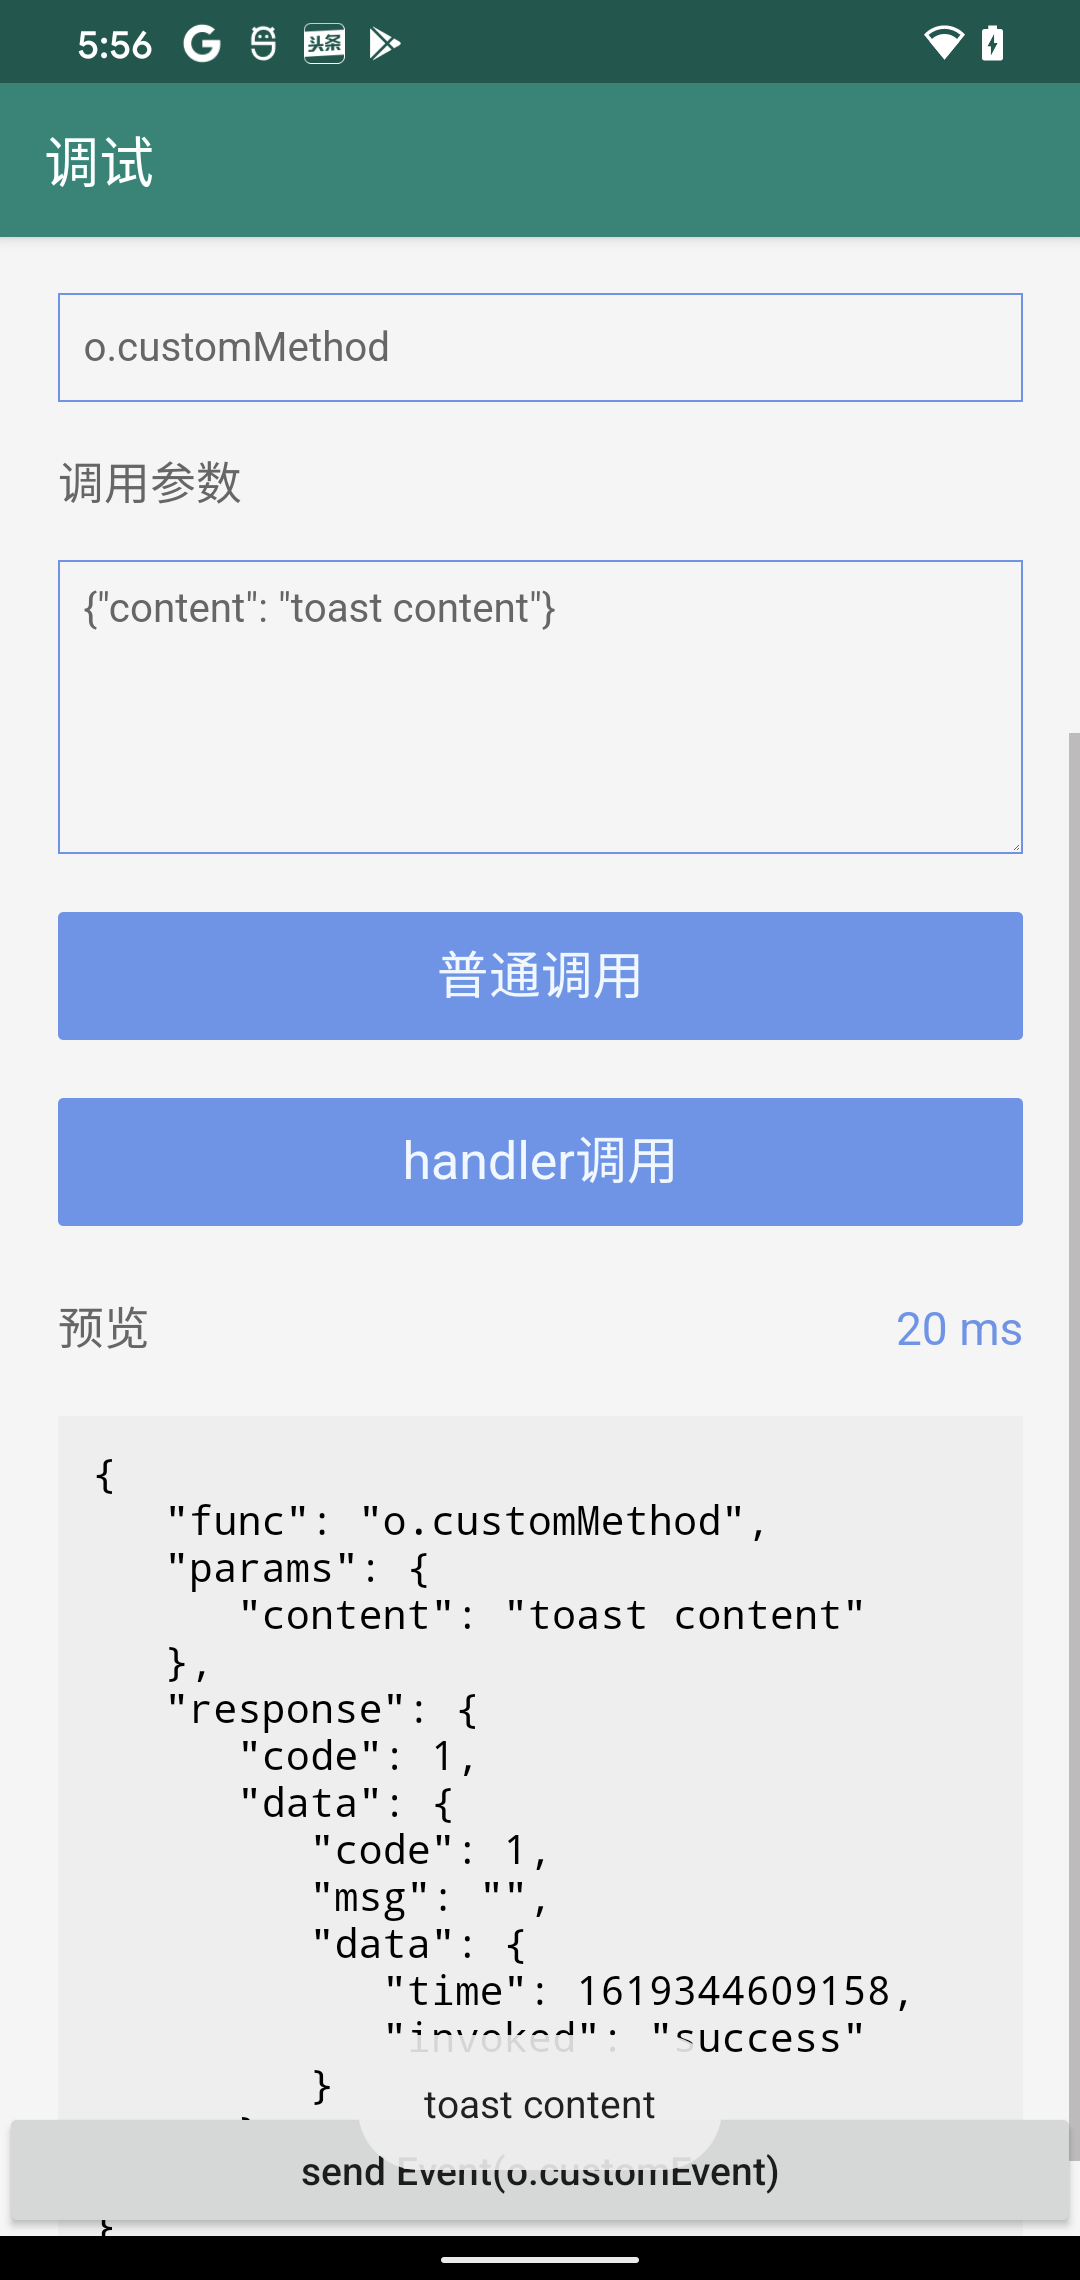 5:56
头条
调试
o.customMethod
调用参数
{"content": "toast content"}
普通调用
handler调用
预览
20 ms
{
"func": "o.customMethod",
"params": {
"content": "toast content"
},
"response": {
"code": 1,
"data": {
"code": 1,
"msg": "",
"data": {
"time": 1619344609158,
"invoked": "success"
}
toast content
send Event(o.customEvent)
}